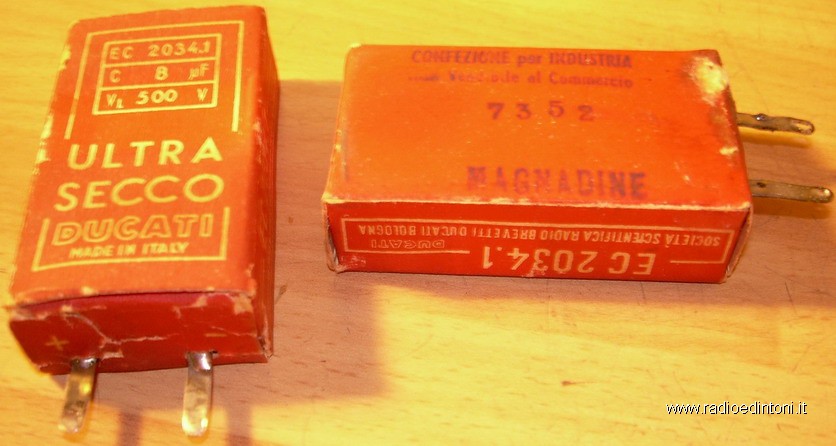 EC 2034.1
C 8 µF
VL 500 V
ULTRA
SECCO
DUCATI
MADE IN ITALY
+ -
CONFEZIONE per INDUSTRIA
Vendibile al Commercio
7352
MAGNADINE
EC 2034.1
SOCIETÀ SCIENTIFICA RADIO BREVETTI DUCATI BOLOGNA
DUCATI
www.radioedintoni.it